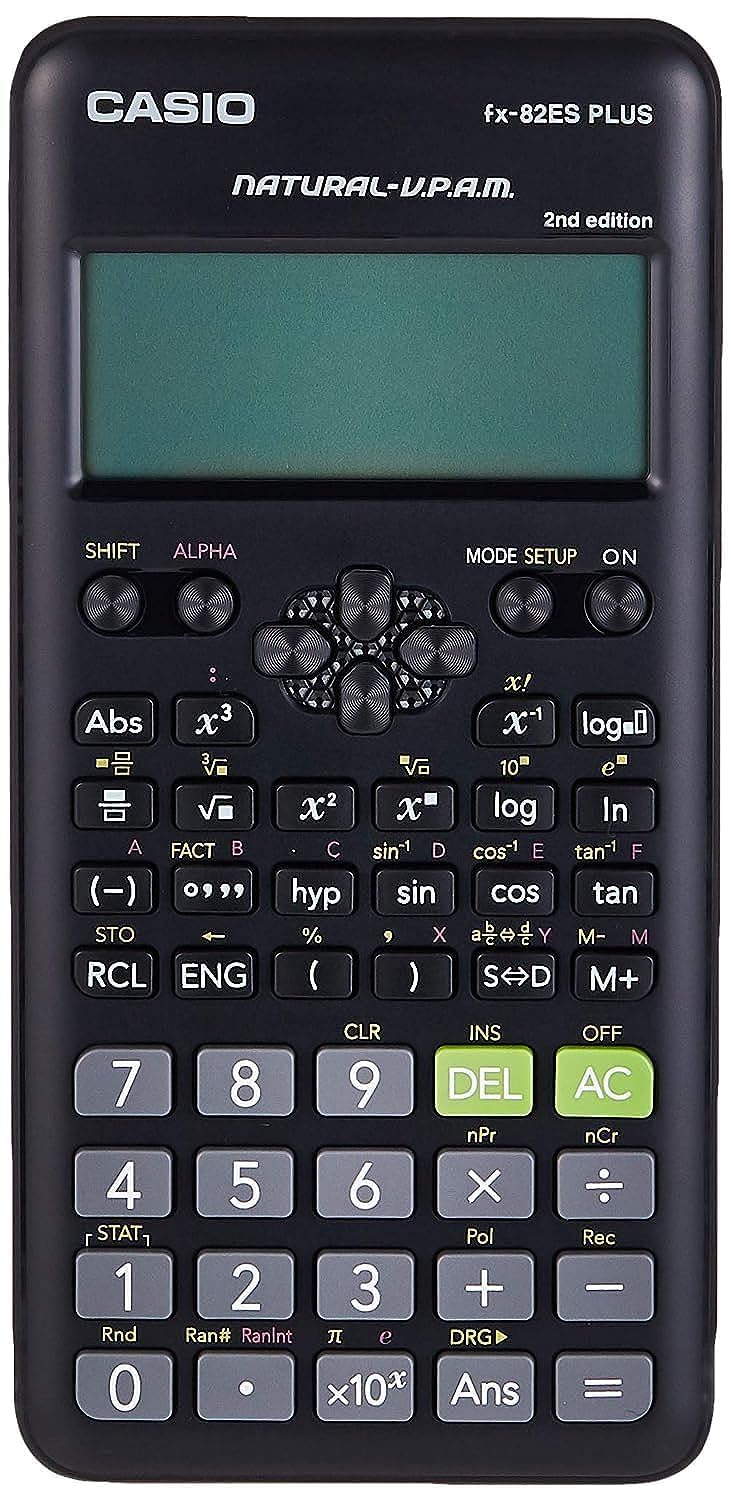 CASIO fx-82ES PLUS
NATURAL-V.P.A.M.
2nd edition
SHIFT ALPHA MODE SETUP ON
: x!
Abs x³ x⁻¹ log▪▯
▪⌸ ³√▪ ▪√▫ 10▪ e▪
⌸ √▪ x² x▪ log ln
A FACT B · C sin⁻¹ D cos⁻¹ E tan⁻¹ F
(−) °,,, hyp sin cos tan
STO ← % , X a b/c⇔d/c Y M− M
RCL ENG ( ) S⇔D M+
CLR INS OFF
7 8 9 DEL AC
nPr nCr
4 5 6 × ÷
STAT Pol Rec
1 2 3 + −
Rnd Ran# RanInt π e DRG▶
0 . ×10ˣ Ans =